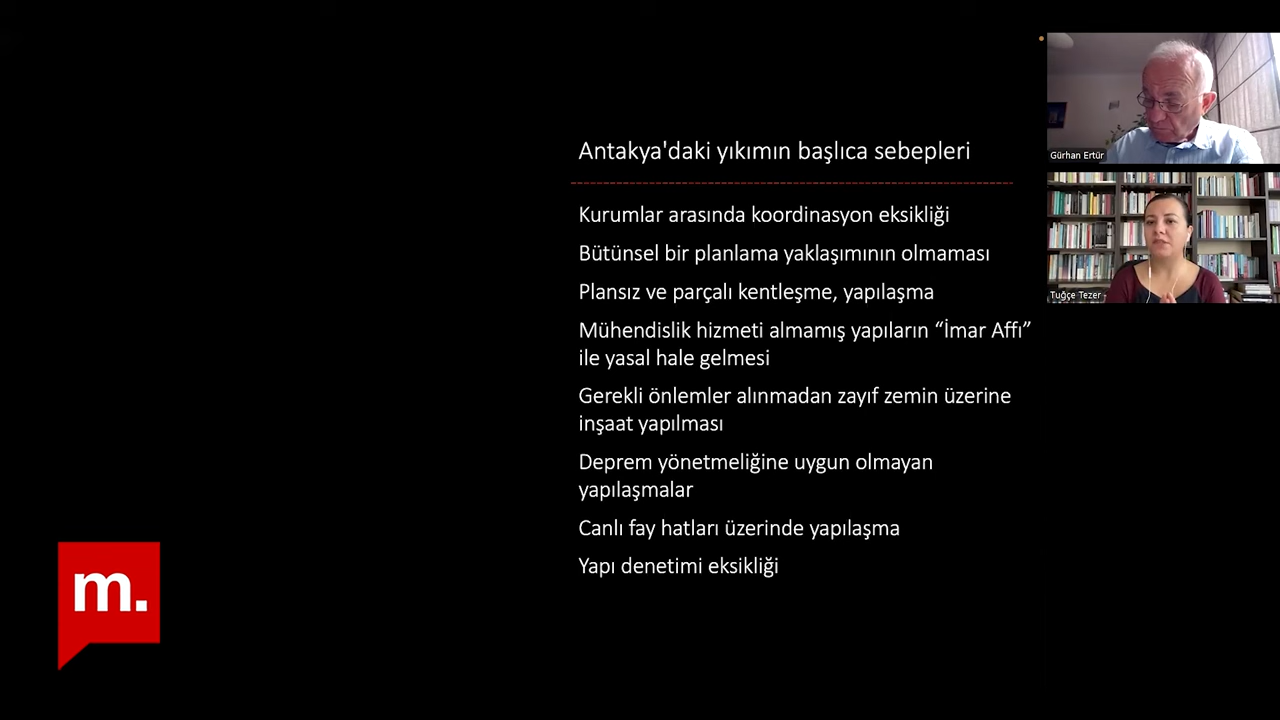 Antakya'daki yıkımın başlıca sebepleri
Kurumlar arasında koordinasyon eksikliği
Bütünsel bir planlama yaklaşımının olmaması
Plansız ve parçalı kentleşme, yapılaşma
Mühendislik hizmeti almamış yapıların “İmar Affı”
ile yasal hale gelmesi
Gerekli önlemler alınmadan zayıf zemin üzerine
inşaat yapılması
Deprem yönetmeliğine uygun olmayan
yapılaşmalar
Canlı fay hatları üzerinde yapılaşma
Yapı denetimi eksikliği
m.
Gürhan Ertür
Tuğçe Tezer